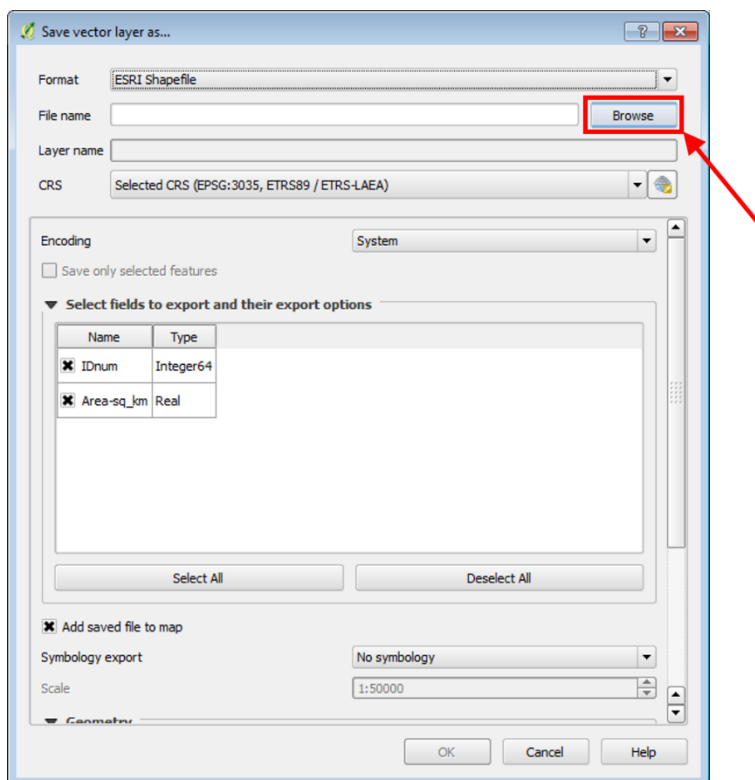 Save vector layer as...
Format ESRI Shapefile
File name Browse
Layer name
CRS Selected CRS (EPSG:3035, ETRS89 / ETRS-LAEA)
Encoding System
Save only selected features
Select fields to export and their export options
Name Type
IDnum Integer64
Area-sq_km Real
Select All Deselect All
Add saved file to map
Symbology export No symbology
Scale 1:50000
Geometry
OK Cancel Help